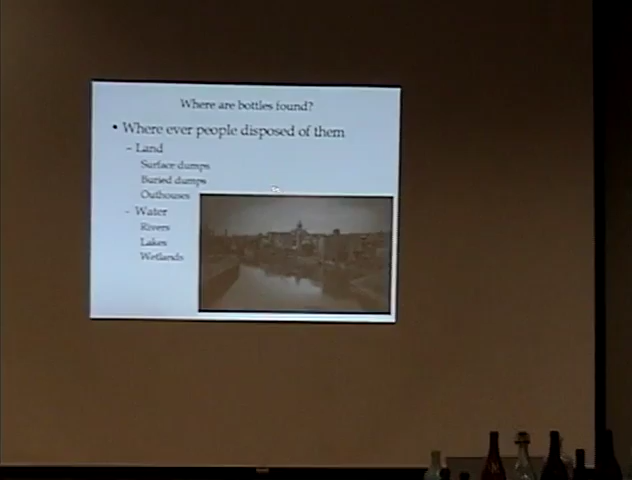 Where are bottles found?
• Where ever people disposed of them
– Land
Surface dumps
Buried dumps
Outhouses
– Water
Rivers
Lakes
Wetlands